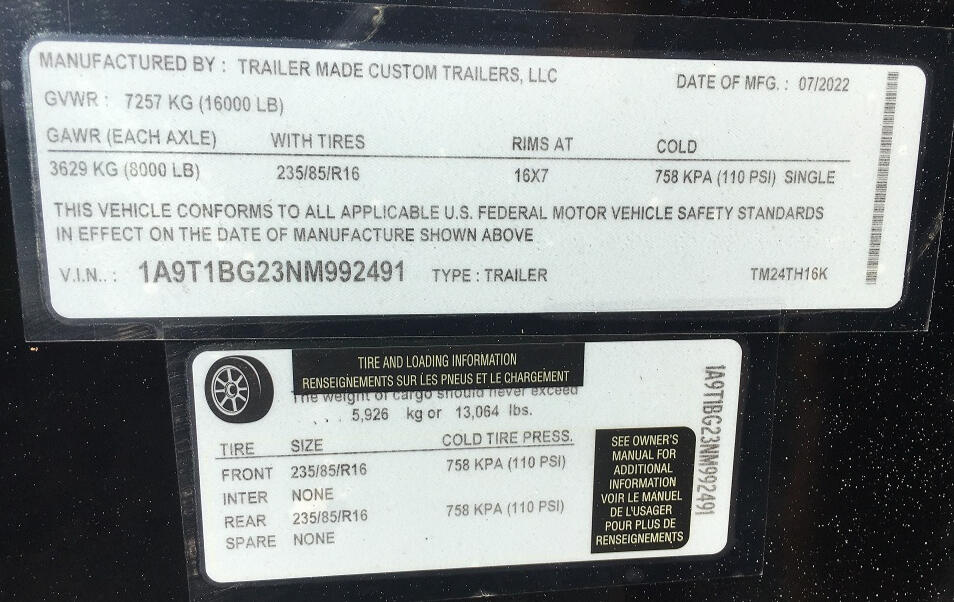 MANUFACTURED BY : TRAILER MADE CUSTOM TRAILERS, LLC DATE OF MFG. : 07/2022
GVWR : 7257 KG (16000 LB)
GAWR (EACH AXLE) WITH TIRES RIMS AT COLD
3629 KG (8000 LB) 235/85/R16 16X7 758 KPA (110 PSI) SINGLE
THIS VEHICLE CONFORMS TO ALL APPLICABLE U.S. FEDERAL MOTOR VEHICLE SAFETY STANDARDS
IN EFFECT ON THE DATE OF MANUFACTURE SHOWN ABOVE
V.I.N.. : 1A9T1BG23NM992491 TYPE : TRAILER TM24TH16K
TIRE AND LOADING INFORMATION
RENSEIGNEMENTS SUR LES PNEUS ET LE CHARGEMENT
The weight of cargo should never exceed
. . . 5,926 kg or 13,064 lbs.
TIRE SIZE COLD TIRE PRESS.
FRONT 235/85/R16 758 KPA (110 PSI)
INTER NONE
REAR 235/85/R16 758 KPA (110 PSI)
SPARE NONE
SEE OWNER'S
MANUAL FOR
ADDITIONAL
INFORMATION
VOIR LE MANUEL
DE L'USAGER
POUR PLUS DE
RENSEIGNEMENTS
1A9T1BG23NM992491